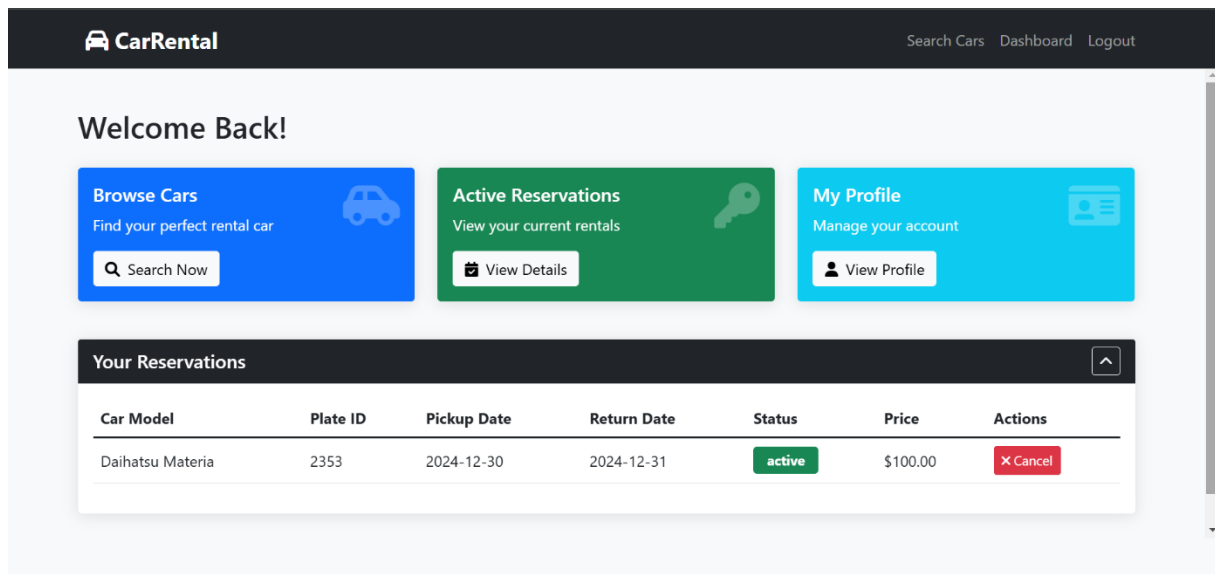 CarRental Search Cars Dashboard Logout
Welcome Back!
Browse Cars
Find your perfect rental car
Search Now
Active Reservations
View your current rentals
View Details
My Profile
Manage your account
View Profile
Your Reservations
Car Model Plate ID Pickup Date Return Date Status Price Actions
Daihatsu Materia 2353 2024-12-30 2024-12-31 active $100.00 Cancel